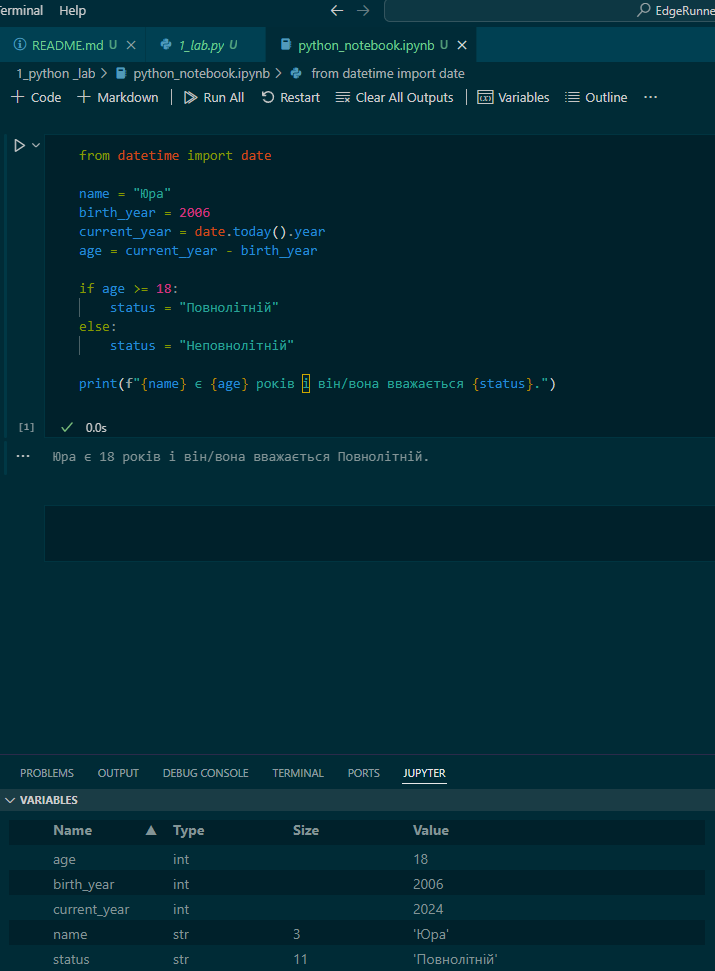 erminal Help EdgeRunne
README.md U 1_lab.py U python_notebook.ipynb U
1_python _lab > python_notebook.ipynb > from datetime import date
+ Code + Markdown | Run All Restart Clear All Outputs | Variables Outline ...
from datetime import date
name = "Юра"
birth_year = 2006
current_year = date.today().year
age = current_year - birth_year
if age >= 18:
status = "Повнолітній"
else:
status = "Неповнолітній"
print(f"{name} є {age} років і він/вона вважається {status}.")
[1] 0.0s
... Юра є 18 років і він/вона вважається Повнолітній.
PROBLEMS OUTPUT DEBUG CONSOLE TERMINAL PORTS JUPYTER
VARIABLES
Name Type Size Value
age int 18
birth_year int 2006
current_year int 2024
name str 3 'Юра'
status str 11 'Повнолітній'